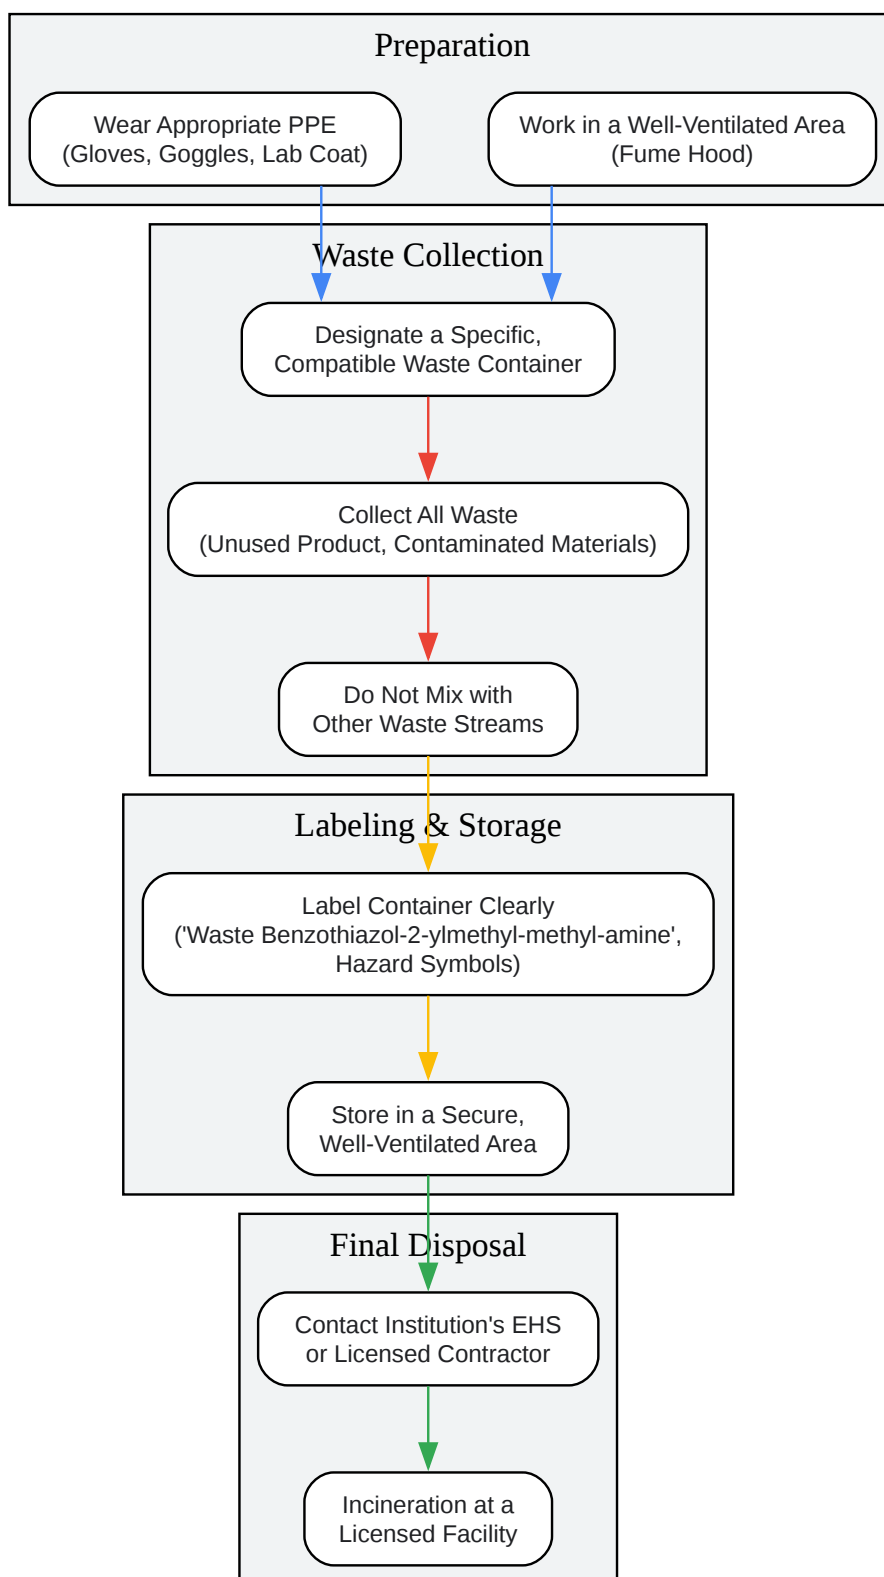 Preparation
Wear Appropriate PPE
(Gloves, Goggles, Lab Coat)
Work in a Well-Ventilated Area
(Fume Hood)
Waste Collection
Designate a Specific,
Compatible Waste Container
Collect All Waste
(Unused Product, Contaminated Materials)
Do Not Mix with
Other Waste Streams
Labeling & Storage
Label Container Clearly
('Waste Benzothiazol-2-ylmethyl-methyl-amine',
Hazard Symbols)
Store in a Secure,
Well-Ventilated Area
Final Disposal
Contact Institution's EHS
or Licensed Contractor
Incineration at a
Licensed Facility